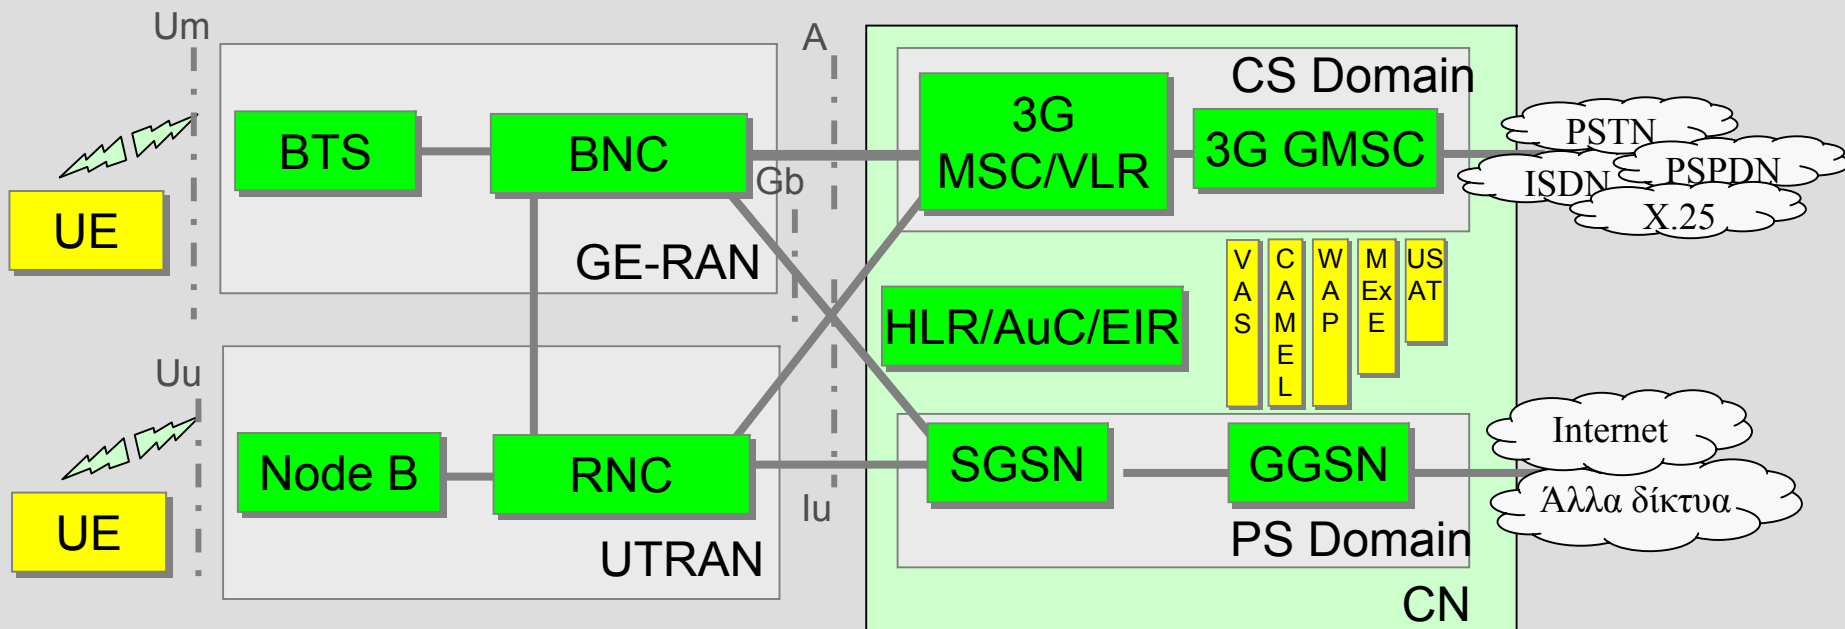 Um
A
CS Domain
BTS
BNC
3G
MSC/VLR
3G GMSC
PSTN
ISDN
PSPDN
X.25
Gb
UE
GE-RAN
HLR/AuC/EIR
V
A
S
C
A
M
E
L
W
A
P
M
Ex
E
US
AT
Uu
Node B
RNC
SGSN
GGSN
Internet
Άλλα δίκτυα
UE
Iu
UTRAN
PS Domain
CN